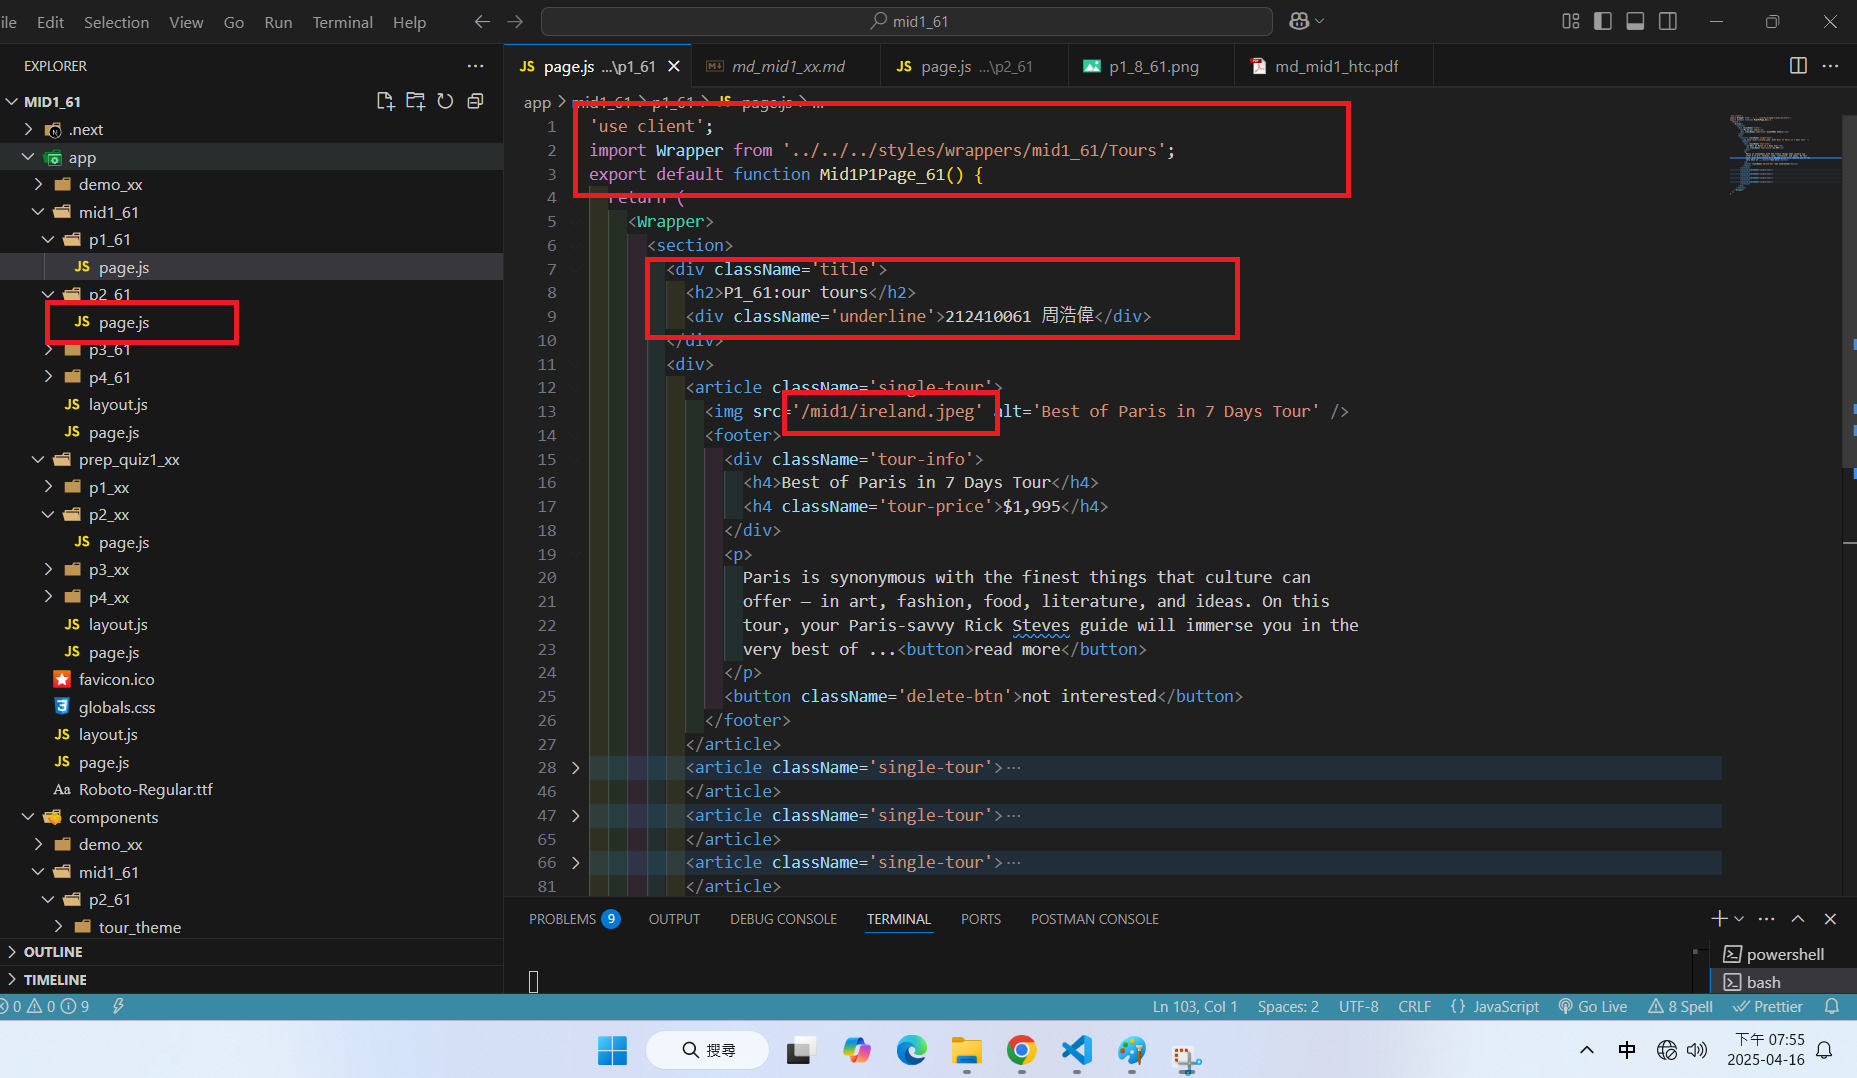 ile Edit Selection View Go Run Terminal Help mid1_61
EXPLORER
MID1_61
.next
app
demo_xx
mid1_61
p1_61
JS page.js
p2_61
JS page.js
p3_61
p4_61
JS layout.js
JS page.js
prep_quiz1_xx
p1_xx
p2_xx
JS page.js
p3_xx
p4_xx
JS layout.js
JS page.js
favicon.ico
globals.css
JS layout.js
JS page.js
Aa Roboto-Regular.ttf
components
demo_xx
mid1_61
p2_61
tour_theme
OUTLINE
TIMELINE
JS page.js ...\p1_61 md_mid1_xx.md JS page.js ...\p2_61 p1_8_61.png md_mid1_htc.pdf
app > mid1_61 > p1_61 > JS page.js > ...
1 'use client';
2 import Wrapper from '../../../styles/wrappers/mid1_61/Tours';
3 export default function Mid1P1Page_61() {
4 return (
5 <Wrapper>
6 <section>
7 <div className='title'>
8 <h2>P1_61:our tours</h2>
9 <div className='underline'>212410061 周浩偉</div>
10 </div>
11 <div>
12 <article className='single-tour'>
13 <img src='/mid1/ireland.jpeg' alt='Best of Paris in 7 Days Tour' />
14 <footer>
15 <div className='tour-info'>
16 <h4>Best of Paris in 7 Days Tour</h4>
17 <h4 className='tour-price'>$1,995</h4>
18 </div>
19 <p>
20 Paris is synonymous with the finest things that culture can
21 offer — in art, fashion, food, literature, and ideas. On this
22 tour, your Paris-savvy Rick Steves guide will immerse you in the
23 very best of ...<button>read more</button>
24 </p>
25 <button className='delete-btn'>not interested</button>
26 </footer>
27 </article>
28 <article className='single-tour'>···
46 </article>
47 <article className='single-tour'>···
65 </article>
66 <article className='single-tour'>···
81 </article>
PROBLEMS 9 OUTPUT DEBUG CONSOLE TERMINAL PORTS POSTMAN CONSOLE
powershell
bash
0 0 9 Ln 103, Col 1 Spaces: 2 UTF-8 CRLF {} JavaScript Go Live 8 Spell Prettier
搜尋
中
下午 07:55
2025-04-16